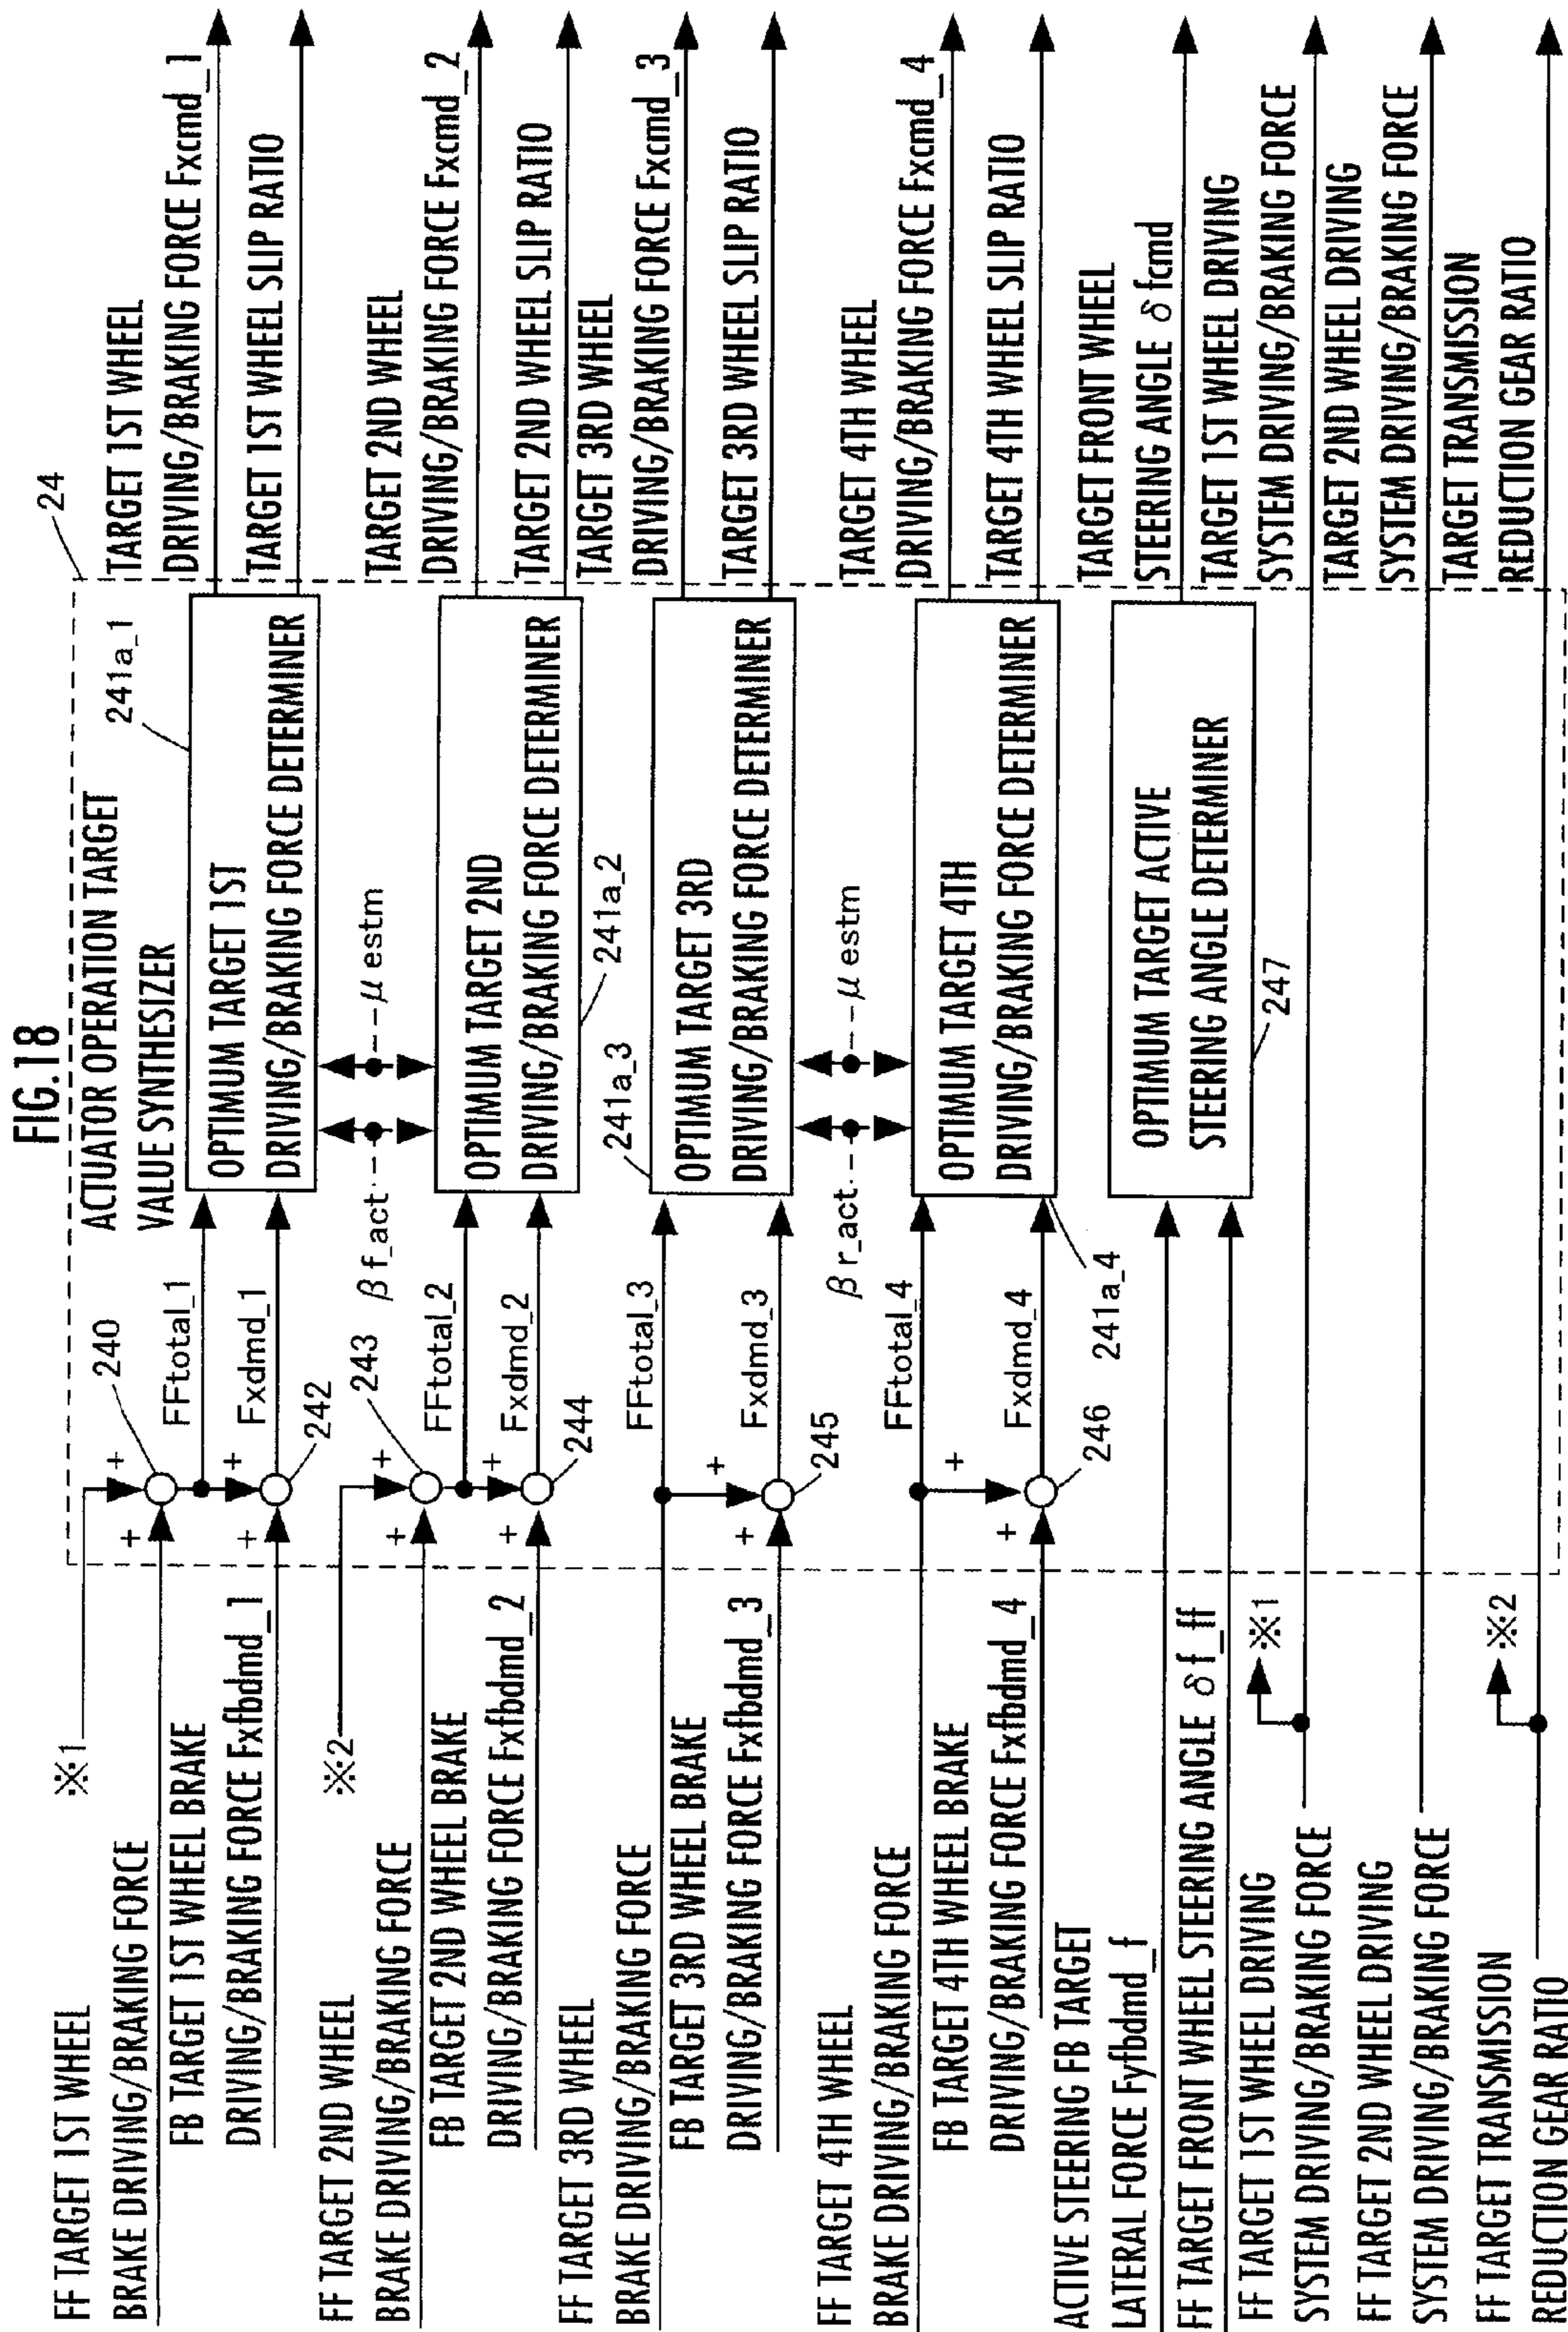 FIG.18
24
ACTUATOR OPERATION TARGET
VALUE SYNTHESIZER
FF TARGET 1ST WHEEL
BRAKE DRIVING/BRAKING FORCE
※1
FB TARGET 1ST WHEEL BRAKE
DRIVING/BRAKING FORCE Fxfbdmd_1
+
+
240
FFtotal_1
+
+
Fxdmd_1
242
241a_1
OPTIMUM TARGET 1ST
DRIVING/BRAKING FORCE DETERMINER
TARGET 1ST WHEEL
DRIVING/BRAKING FORCE Fxcmd_1
TARGET 1ST WHEEL SLIP RATIO
βf_act
μestm
FF TARGET 2ND WHEEL
BRAKE DRIVING/BRAKING FORCE
※2
FB TARGET 2ND WHEEL BRAKE
DRIVING/BRAKING FORCE Fxfbdmd_2
+
+
243
FFtotal_2
+
+
Fxdmd_2
244
OPTIMUM TARGET 2ND
DRIVING/BRAKING FORCE DETERMINER
241a_2
TARGET 2ND WHEEL
DRIVING/BRAKING FORCE Fxcmd_2
TARGET 2ND WHEEL SLIP RATIO
FF TARGET 3RD WHEEL
BRAKE DRIVING/BRAKING FORCE
FB TARGET 3RD WHEEL BRAKE
DRIVING/BRAKING FORCE Fxfbdmd_3
FFtotal_3
+
+
Fxdmd_3
245
241a_3
OPTIMUM TARGET 3RD
DRIVING/BRAKING FORCE DETERMINER
TARGET 3RD WHEEL
DRIVING/BRAKING FORCE Fxcmd_3
TARGET 3RD WHEEL SLIP RATIO
βr_act
μestm
FF TARGET 4TH WHEEL
BRAKE DRIVING/BRAKING FORCE
FB TARGET 4TH WHEEL BRAKE
DRIVING/BRAKING FORCE Fxfbdmd_4
FFtotal_4
+
+
Fxdmd_4
246
241a_4
OPTIMUM TARGET 4TH
DRIVING/BRAKING FORCE DETERMINER
TARGET 4TH WHEEL
DRIVING/BRAKING FORCE Fxcmd_4
TARGET 4TH WHEEL SLIP RATIO
ACTIVE STEERING FB TARGET
LATERAL FORCE Fyfbdmd_f
FF TARGET FRONT WHEEL STEERING ANGLE δf_ff
OPTIMUM TARGET ACTIVE
STEERING ANGLE DETERMINER
247
TARGET FRONT WHEEL
STEERING ANGLE δfcmd
FF TARGET 1ST WHEEL DRIVING
SYSTEM DRIVING/BRAKING FORCE
※1
TARGET 1ST WHEEL DRIVING
SYSTEM DRIVING/BRAKING FORCE
FF TARGET 2ND WHEEL DRIVING
SYSTEM DRIVING/BRAKING FORCE
TARGET 2ND WHEEL DRIVING
SYSTEM DRIVING/BRAKING FORCE
FF TARGET TRANSMISSION
REDUCTION GEAR RATIO
※2
TARGET TRANSMISSION
REDUCTION GEAR RATIO